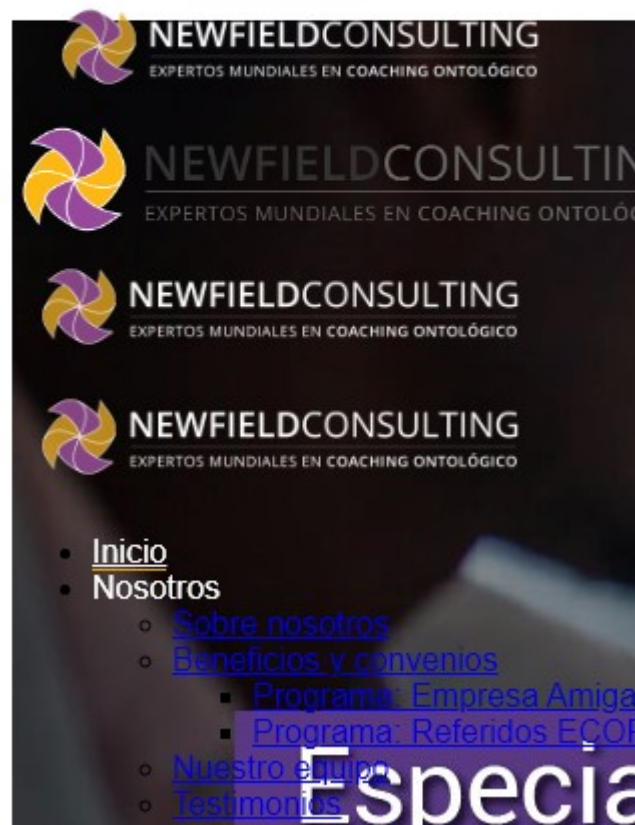 NEWFIELDCONSULTING
EXPERTOS MUNDIALES EN COACHING ONTOLÓGICO
NEWFIELDCONSULTIN
EXPERTOS MUNDIALES EN COACHING ONTOLÓ
NEWFIELDCONSULTING
EXPERTOS MUNDIALES EN COACHING ONTOLÓGICO
NEWFIELDCONSULTING
EXPERTOS MUNDIALES EN COACHING ONTOLÓGICO
Inicio
Nosotros
Sobre nosotros
Beneficios y convenios
Programa: Empresa Amiga
Programa: Referidos ECOP
Nuestro equipo
Especia
Testimonios